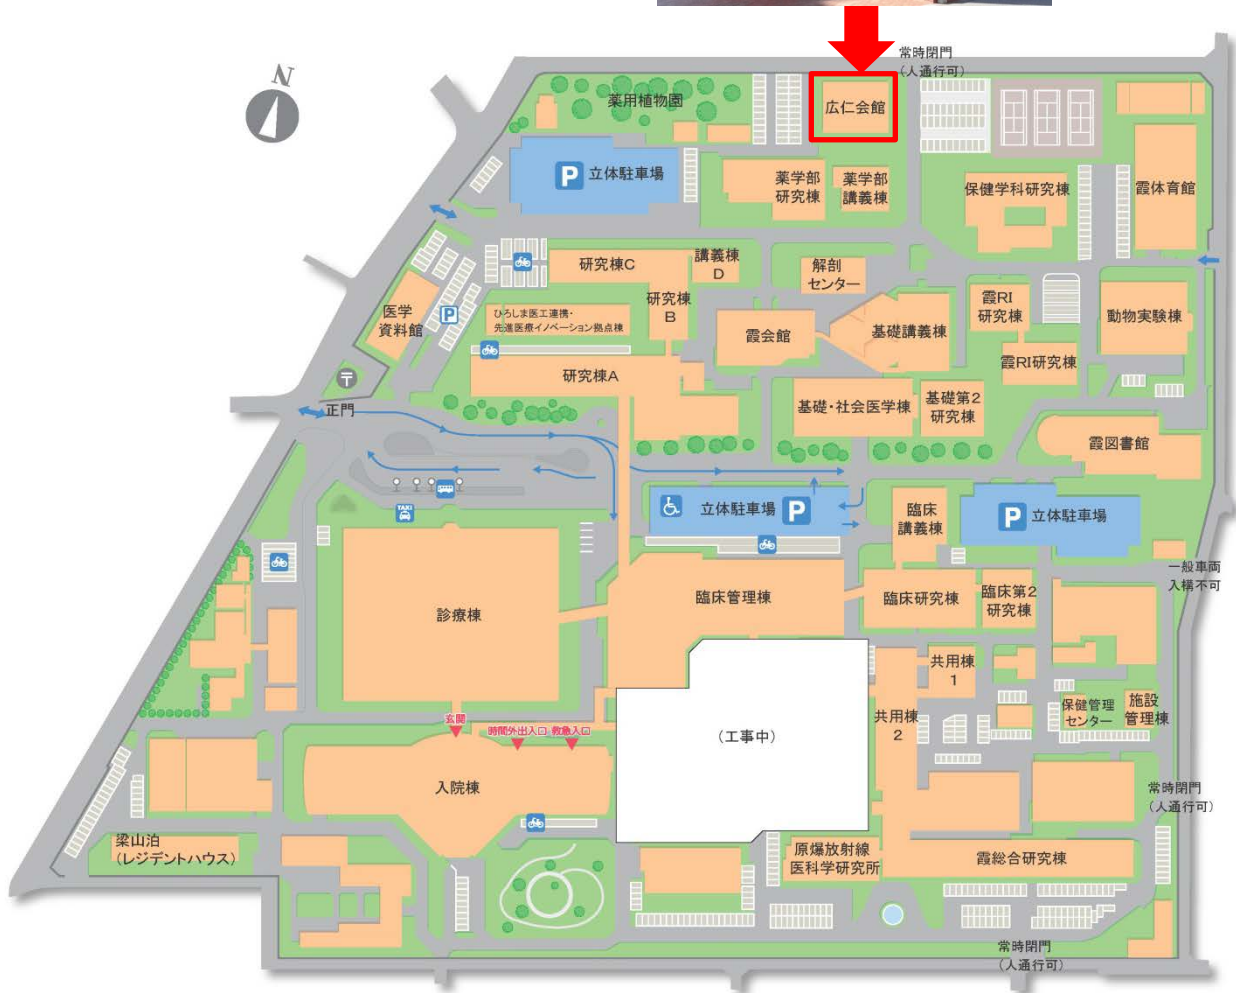 常時閉門
(人通行可)
N
薬用植物園
広仁会館
P 立体駐車場
薬学部
研究棟
薬学部
講義棟
保健学科研究棟
霞体育館
研究棟C
講義棟
D
解剖
センター
研究棟
B
医学
資料館
P
ひろしま医工連携・
先進医療イノベーション拠点棟
霞会館
基礎講義棟
霞RI
研究棟
動物実験棟
霞RI研究棟
研究棟A
〒
正門
基礎・社会医学棟
基礎第2
研究棟
霞図書館
TAXI
立体駐車場 P
臨床
講義棟
P 立体駐車場
一般車両
入構不可
診療棟
臨床管理棟
臨床研究棟
臨床第2
研究棟
共用棟
1
保健管理
センター
施設
管理棟
玄関
時間外出入口
救急入口
(工事中)
共用棟
2
入院棟
常時閉門
(人通行可)
梁山泊
(レジデントハウス)
原爆放射線
医科学研究所
霞総合研究棟
常時閉門
(人通行可)